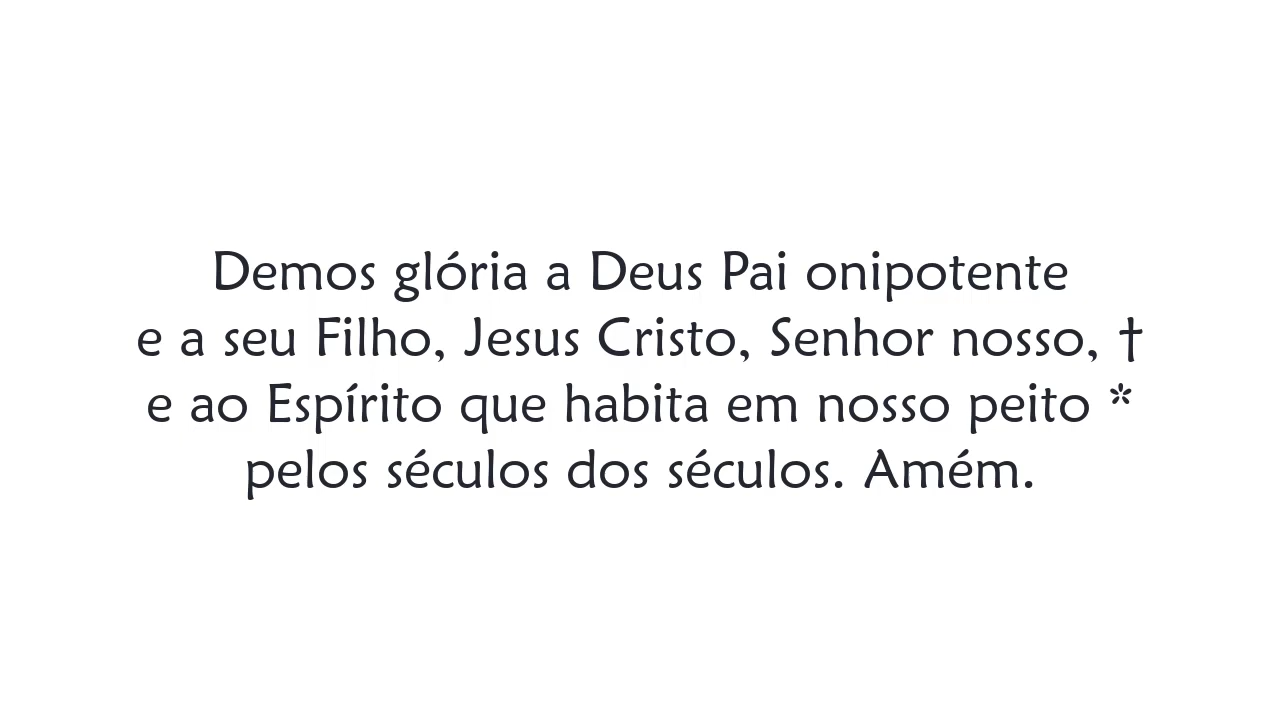 Demos glória a Deus Pai onipotente
e a seu Filho, Jesus Cristo, Senhor nosso, †
e ao Espírito que habita em nosso peito *
pelos séculos dos séculos. Amém.